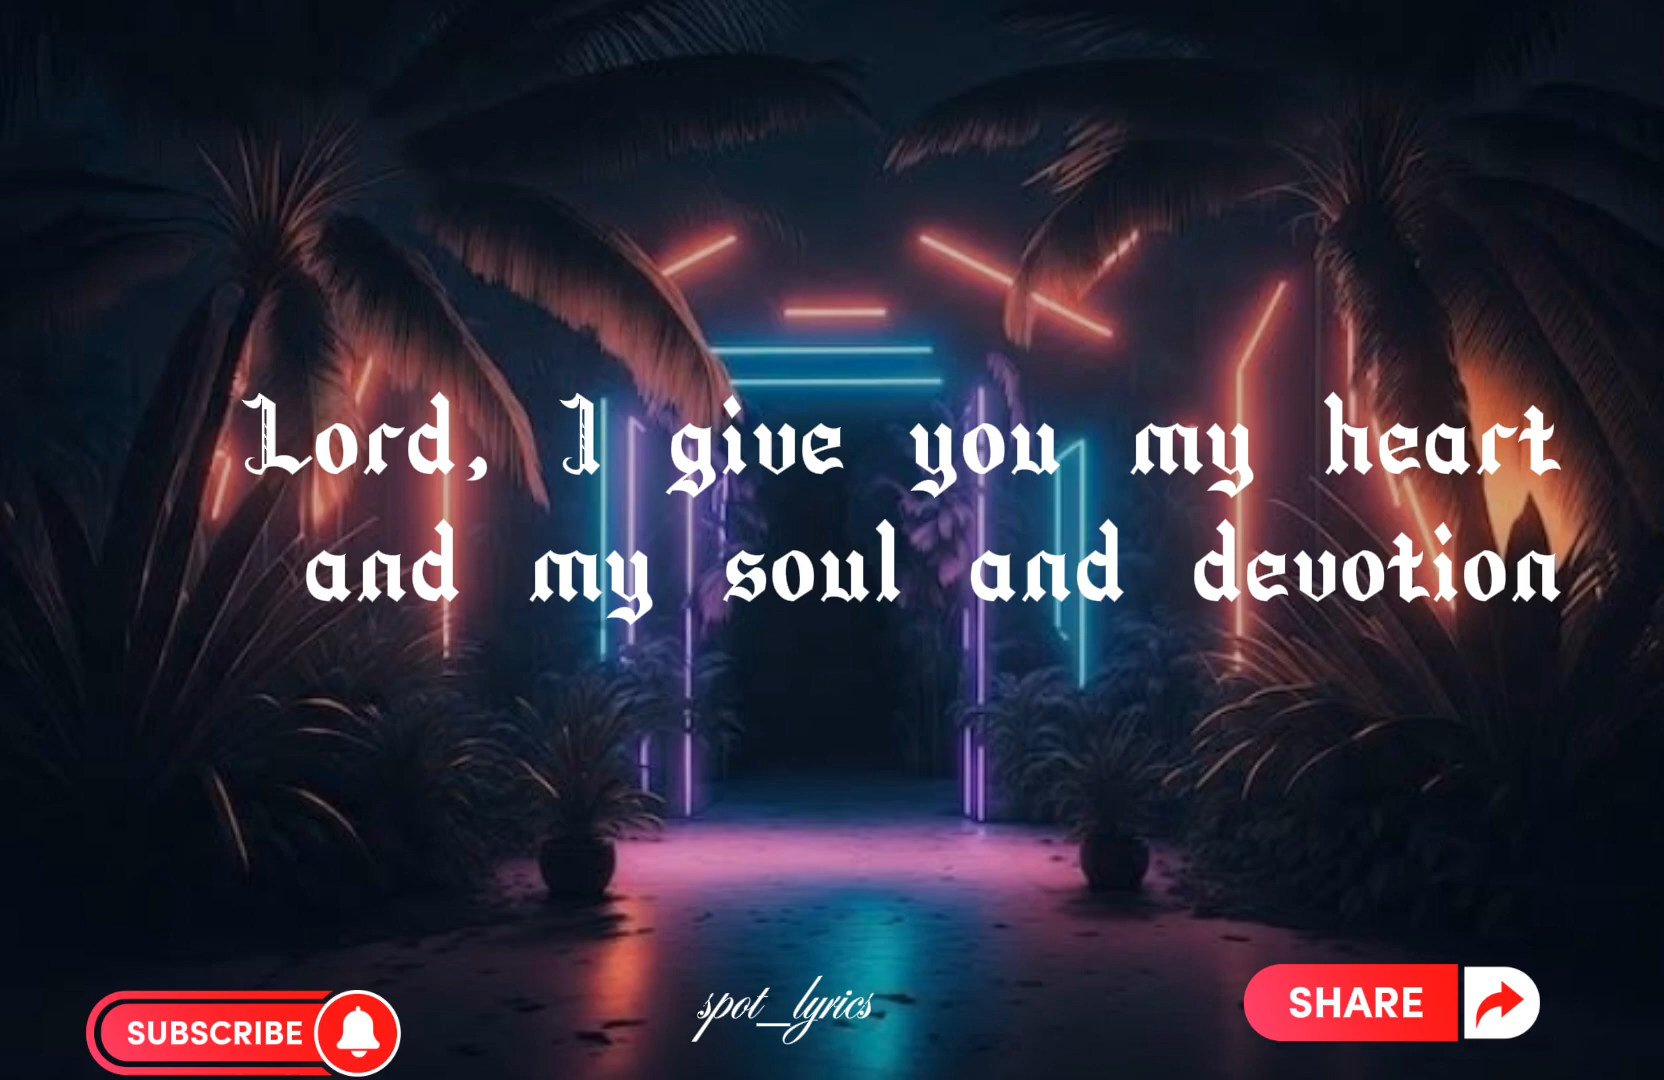 Lord, I give you my heart
and my soul and devotion
SUBSCRIBE
spot_lyrics
SHARE